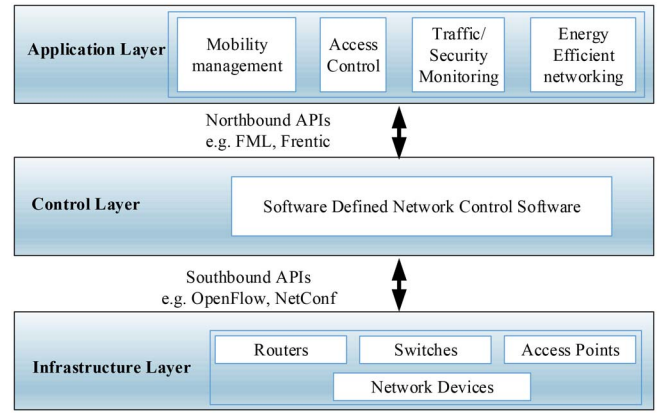 Application Layer
Mobility
management
Access
Control
Traffic/
Security
Monitoring
Energy
Efficient
networking
Northbound APIs
e.g. FML, Frentic
Control Layer
Software Defined Network Control Software
Southbound APIs
e.g. OpenFlow, NetConf
Infrastructure Layer
Routers
Switches
Access Points
Network Devices